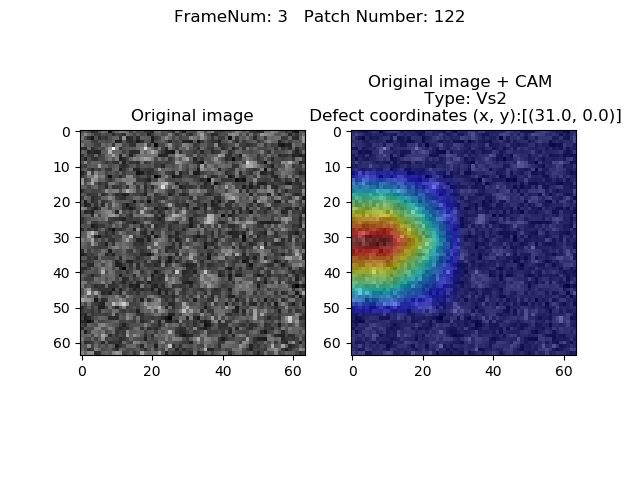 FrameNum: 3   Patch Number: 122
Original image
0
10
20
30
40
50
60
0 20 40 60
Original image + CAM
Type: Vs2
Defect coordinates (x, y):[(31.0, 0.0)]
0
10
20
30
40
50
60
0 20 40 60